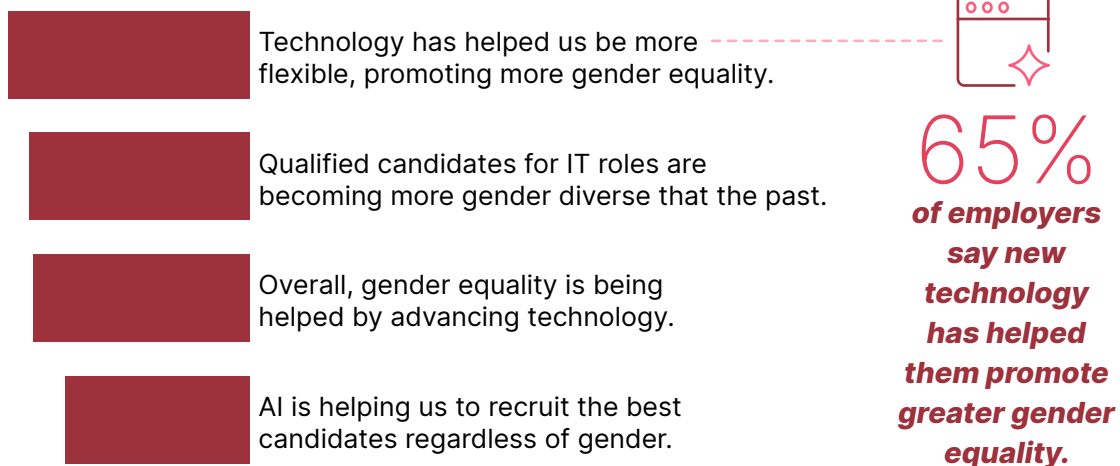 Technology has helped us be more
flexible, promoting more gender equality.
Qualified candidates for IT roles are
becoming more gender diverse that the past.
Overall, gender equality is being
helped by advancing technology.
AI is helping us to recruit the best
candidates regardless of gender.
65%
of employers
say new
technology
has helped
them promote
greater gender
equality.